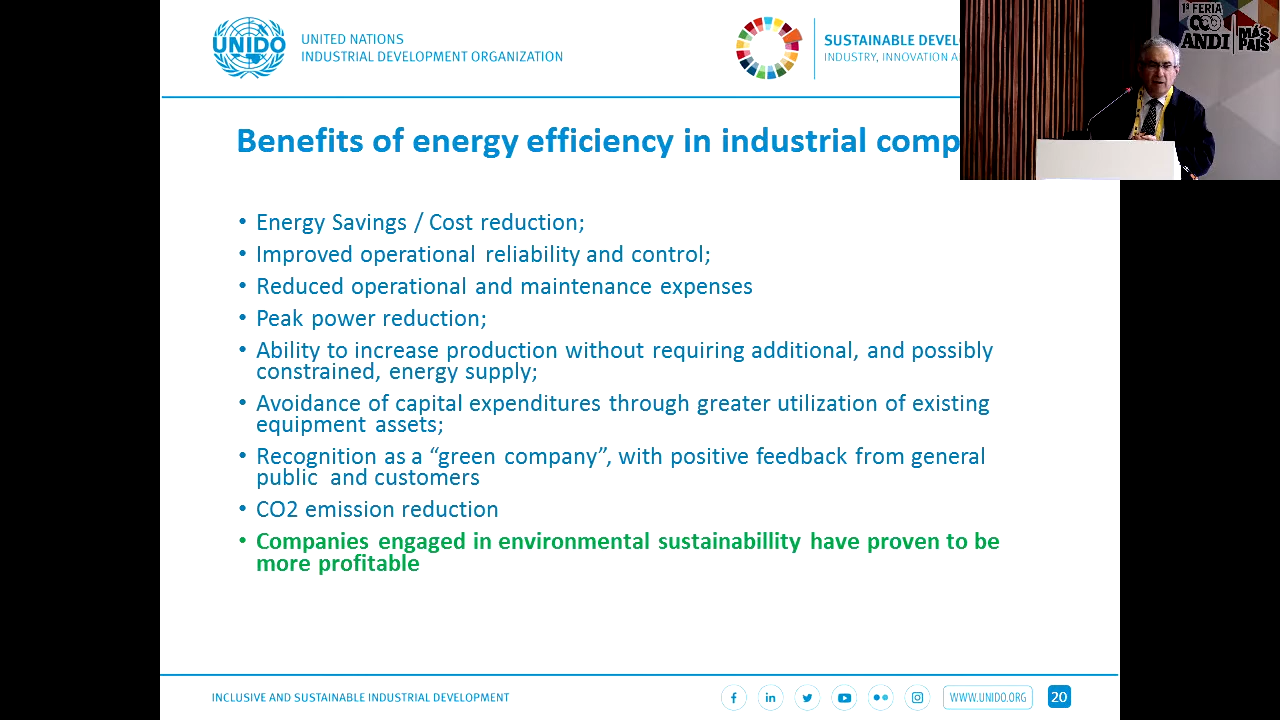 UNIDO
UNITED NATIONS
INDUSTRIAL DEVELOPMENT ORGANIZATION
SUSTAINABLE
INDUSTRY, INNOVATION
1ª FERIA
ANDI
MÁS
PAÍS
Benefits of energy efficiency in industrial
• Energy Savings / Cost reduction;
• Improved operational reliability and control;
• Reduced operational and maintenance expenses
• Peak power reduction;
• Ability to increase production without requiring additional, and possibly
constrained, energy supply;
• Avoidance of capital expenditures through greater utilization of existing
equipment assets;
• Recognition as a “green company”, with positive feedback from general
public and customers
• CO2 emission reduction
• Companies engaged in environmental sustainabillity have proven to be
more profitable
INCLUSIVE AND SUSTAINABLE INDUSTRIAL DEVELOPMENT
WWW.UNIDO.ORG
20